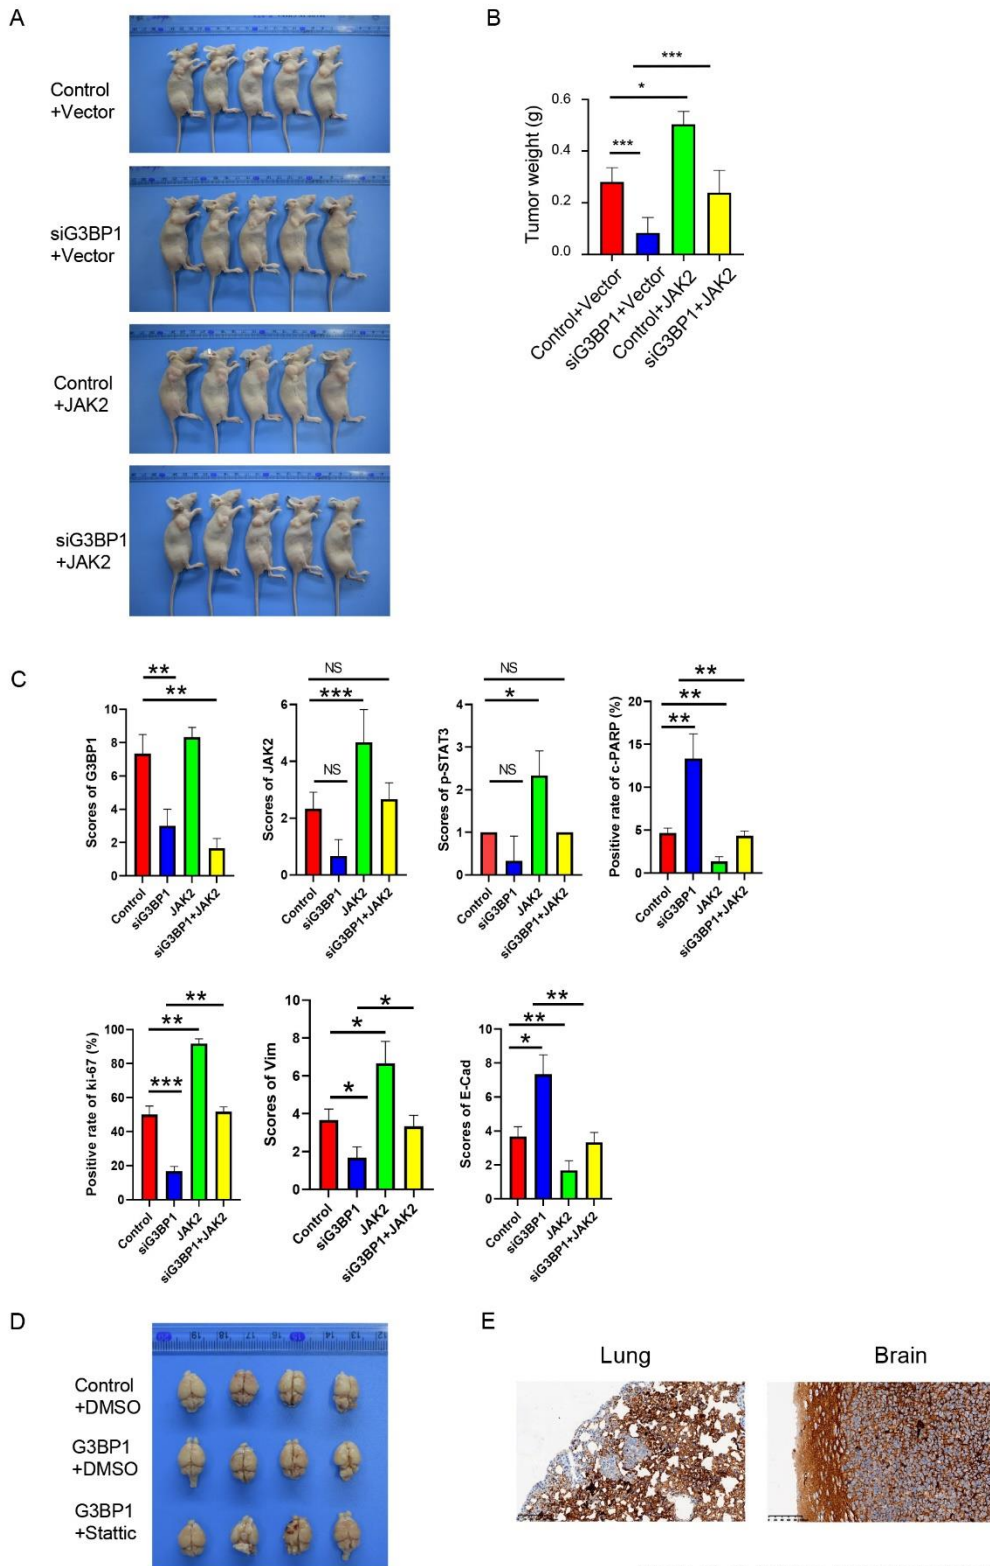 A
Control
+Vector
siG3BP1
+Vector
Control
+JAK2
siG3BP1
+JAK2
B
***
*
***
Tumor weight (g)
0.6
0.4
0.2
0.0
Control+Vector
siG3BP1+Vector
Control+JAK2
siG3BP1+JAK2
C
**
**
Scores of G3BP1
10
8
6
4
2
0
Control
siG3BP1
JAK2
siG3BP1+JAK2
NS
***
NS
Scores of JAK2
6
4
2
0
Control
siG3BP1
JAK2
siG3BP1+JAK2
NS
*
NS
Scores of p-STAT3
4
3
2
1
0
Control
siG3BP1
JAK2
siG3BP1+JAK2
**
**
**
Positive rate of c-PARP (%)
20
15
10
5
0
Control
siG3BP1
JAK2
siG3BP1+JAK2
**
**
***
Positive rate of ki-67 (%)
100
80
60
40
20
0
Control
siG3BP1
JAK2
siG3BP1+JAK2
*
*
*
Scores of Vim
10
8
6
4
2
0
Control
siG3BP1
JAK2
siG3BP1+JAK2
**
**
*
Scores of E-Cad
10
8
6
4
2
0
Control
siG3BP1
JAK2
siG3BP1+JAK2
D
19 18 17 16 14 13 12
Control
+DMSO
G3BP1
+DMSO
G3BP1
+Stattic
E
Lung
Brain